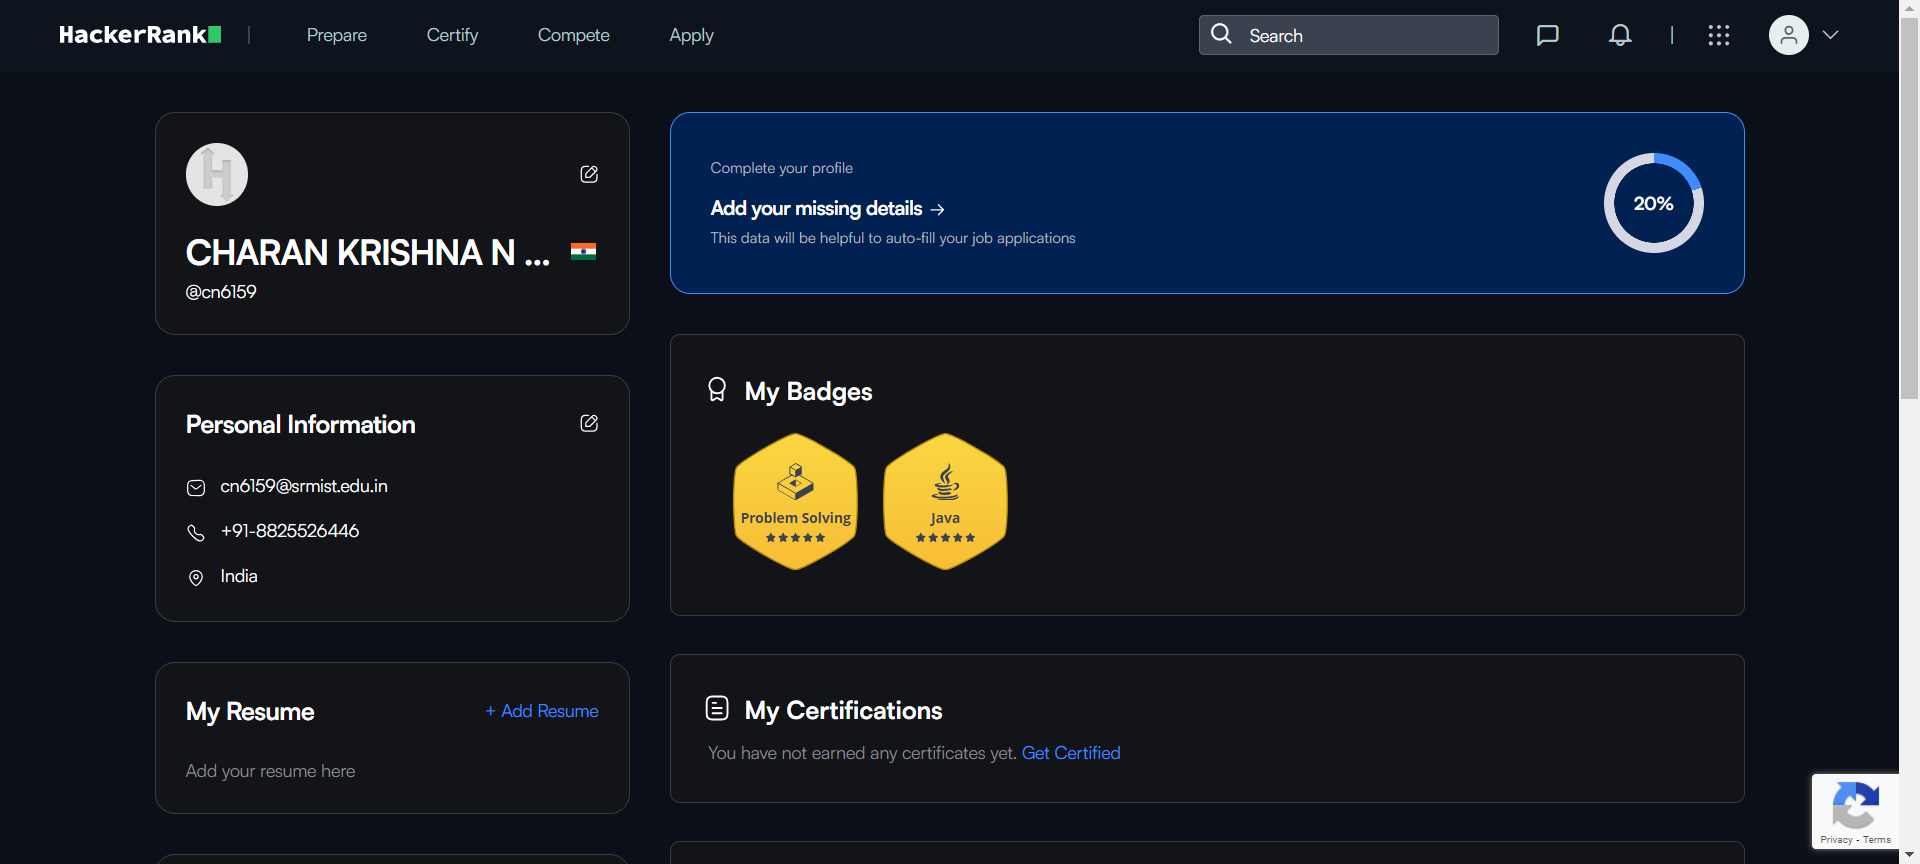 HackerRank
Prepare
Certify
Compete
Apply
Search
CHARAN KRISHNA N ...
@cn6159
Complete your profile
Add your missing details →
This data will be helpful to auto-fill your job applications
20%
Personal Information
cn6159@srmist.edu.in
+91-8825526446
India
My Badges
Problem Solving
★★★★★
Java
★★★★★
My Resume
+ Add Resume
Add your resume here
My Certifications
You have not earned any certificates yet. Get Certified
Privacy - Terms